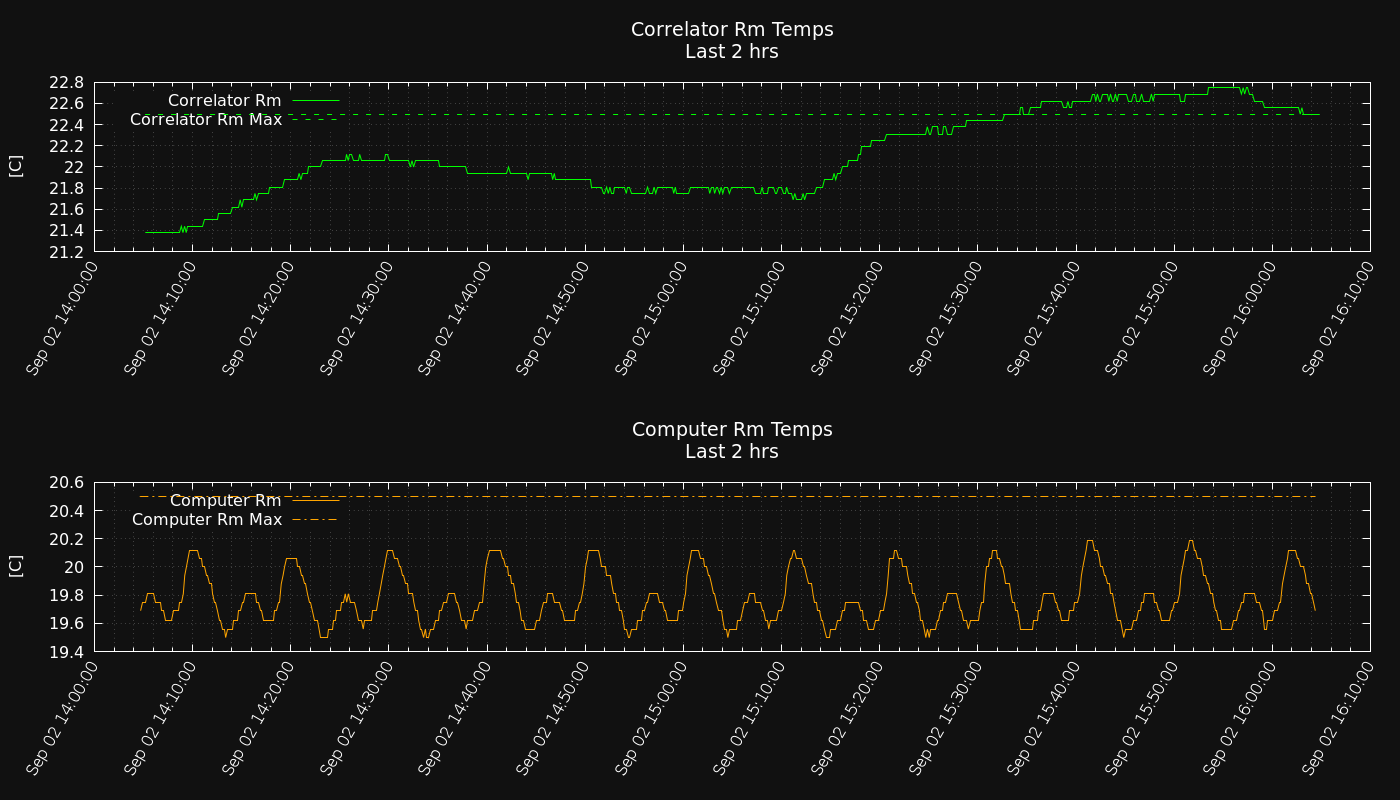 Correlator Rm Temps
Last 2 hrs
22.8
22.6
22.4
22.2
22
21.8
21.6
21.4
21.2
[C]
Correlator Rm
Correlator Rm Max
Sep 02 14:00:00
Sep 02 14:10:00
Sep 02 14:20:00
Sep 02 14:30:00
Sep 02 14:40:00
Sep 02 14:50:00
Sep 02 15:00:00
Sep 02 15:10:00
Sep 02 15:20:00
Sep 02 15:30:00
Sep 02 15:40:00
Sep 02 15:50:00
Sep 02 16:00:00
Sep 02 16:10:00
Computer Rm Temps
Last 2 hrs
20.6
20.4
20.2
20
19.8
19.6
19.4
[C]
Computer Rm
Computer Rm Max
Sep 02 14:00:00
Sep 02 14:10:00
Sep 02 14:20:00
Sep 02 14:30:00
Sep 02 14:40:00
Sep 02 14:50:00
Sep 02 15:00:00
Sep 02 15:10:00
Sep 02 15:20:00
Sep 02 15:30:00
Sep 02 15:40:00
Sep 02 15:50:00
Sep 02 16:00:00
Sep 02 16:10:00